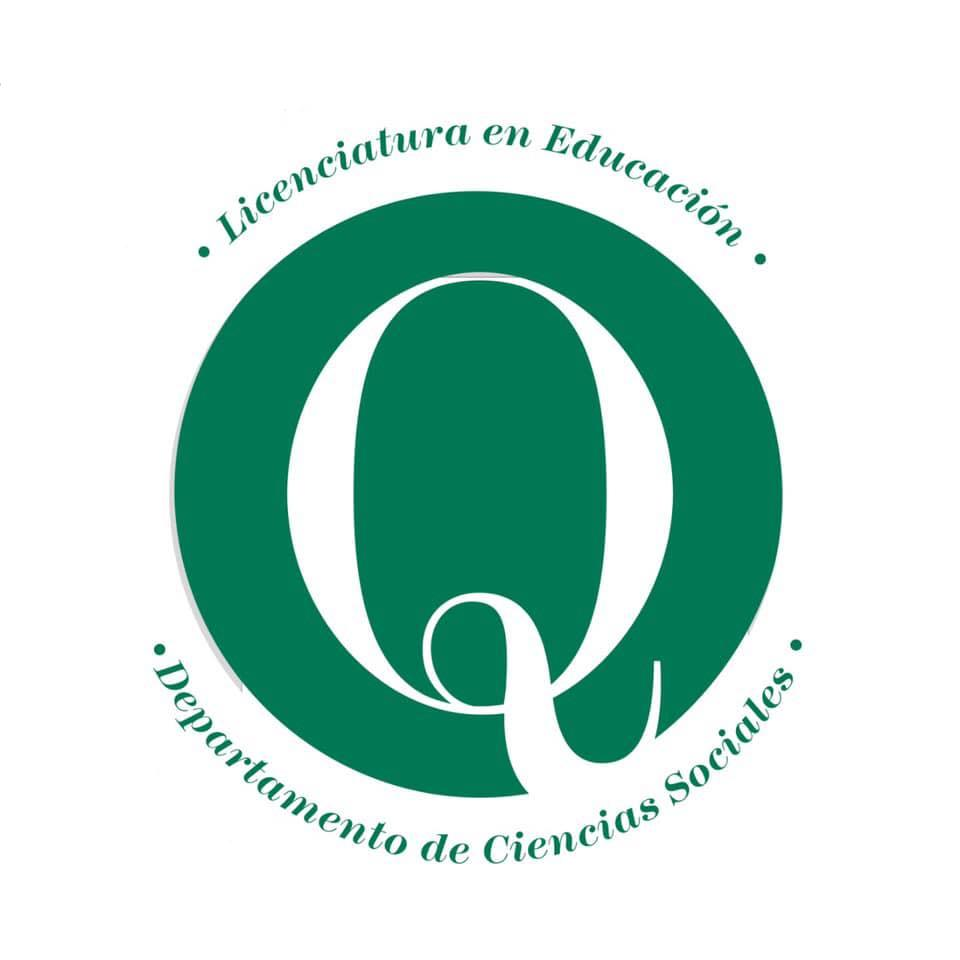 • Licenciatura en Educación •
Q
• Departamento de Ciencias Sociales •